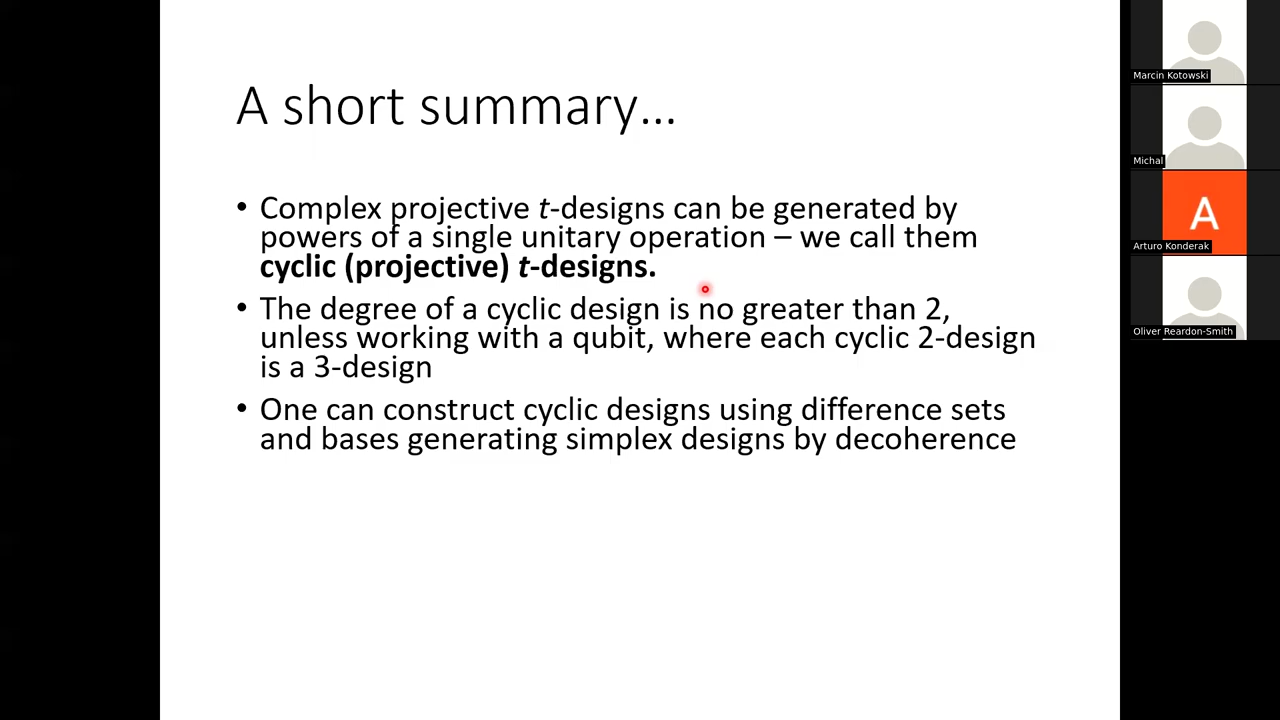 A short summary...
• Complex projective t-designs can be generated by
powers of a single unitary operation – we call them
cyclic (projective) t-designs.
• The degree of a cyclic design is no greater than 2,
unless working with a qubit, where each cyclic 2-design
is a 3-design
• One can construct cyclic designs using difference sets
and bases generating simplex designs by decoherence
Marcin Kotowski
Michal
A
Arturo Konderak
Oliver Reardon-Smith